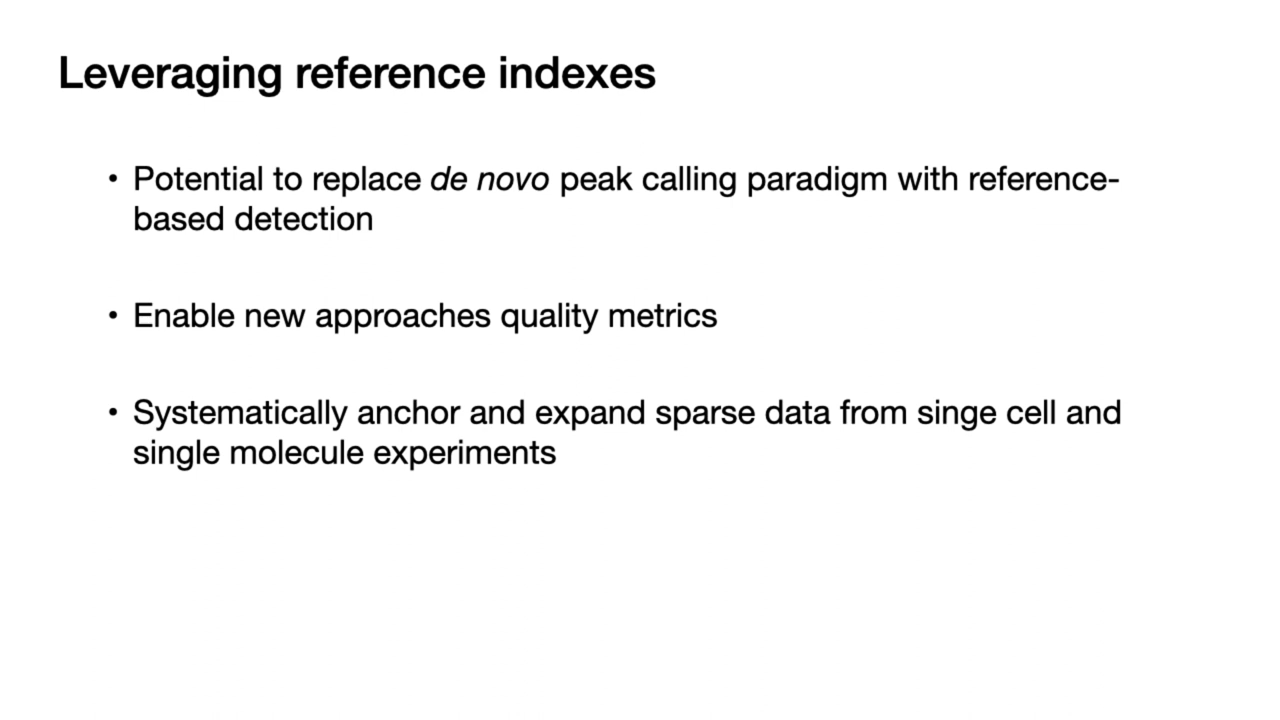 Leveraging reference indexes
• Potential to replace de novo peak calling paradigm with reference-
based detection
• Enable new approaches quality metrics
• Systematically anchor and expand sparse data from singe cell and
single molecule experiments